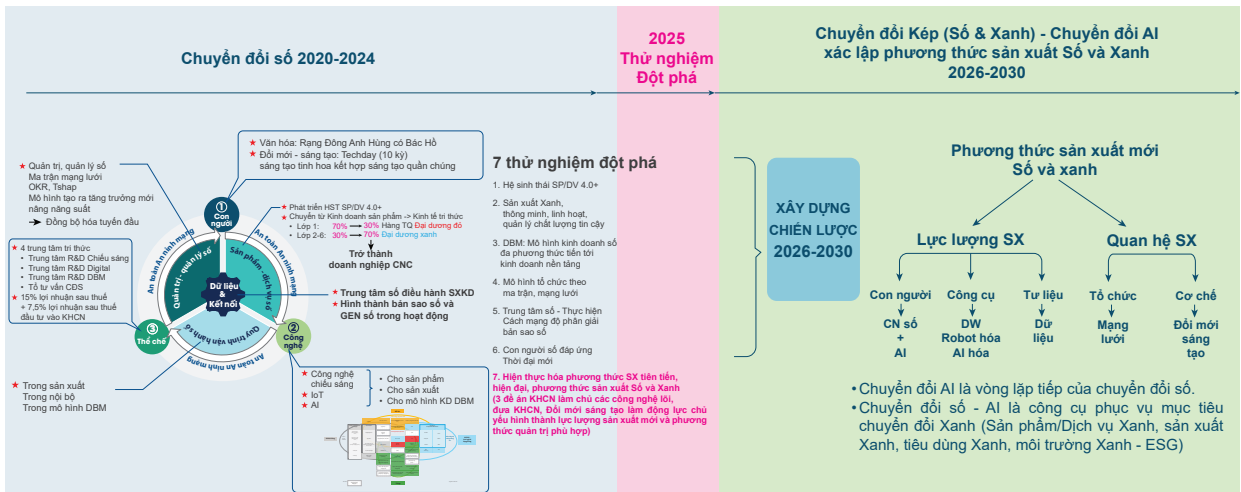 Chuyển đổi số 2020-2024
2025
Thử nghiệm
Đột phá
Chuyển đổi Kép (Số & Xanh) - Chuyển đổi AI
xác lập phương thức sản xuất Số và Xanh
2026-2030
★ Văn hóa: Rạng Đông Anh Hùng có Bác Hồ
★ Đổi mới - sáng tạo: Techday (10 kỳ)
sáng tạo tinh hoa kết hợp sáng tạo quần chúng
★ Quản trị, quản lý số
Ma trận mạng lưới
OKR, Tshap
Mô hình tạo ra tăng trưởng mới
nâng năng suất
Đồng bộ hóa tuyến đầu
★ 4 trung tâm tri thức
• Trung tâm R&D Chiếu sáng
• Trung tâm R&D Digital
• Trung tâm R&D DBM
• Tổ tư vấn CĐS
★ 15% lợi nhuận sau thuế
+ 7,5% lợi nhuận sau thuế
đầu tư vào KHCN
★ Trong sản xuất
Trong nội bộ
Trong mô hình DBM
①
Con
người
②
Công
nghệ
③
Thể chế
An toàn An ninh mạng
An toàn An ninh mạng
An toàn An ninh mạng
Quản trị - quản lý số
Sản phẩm - dịch vụ số
Quy trình vận hành số
Dữ liệu
&
Kết nối
★ Phát triển HST SP/DV 4.0+
★ Chuyển từ Kinh doanh sản phẩm -> Kinh tế tri thức
• Lớp 1: 70% 30% Hàng TQ Đại dương đỏ
• Lớp 2-6: 30% 70% Đại dương xanh
Trở thành
doanh nghiệp CNC
★ Trung tâm số điều hành SXKD
★ Hình thành bản sao số và
GEN số trong hoạt động
★ Công nghệ
chiếu sáng
★ IoT
★ AI
• Cho sản phẩm
• Cho sản xuất
• Cho mô hình KD DBM
7 thử nghiệm đột phá
1. Hệ sinh thái SP/DV 4.0+
2. Sản xuất Xanh,
thông minh, linh hoạt,
quản lý chất lượng tin cậy
3. DBM: Mô hình kinh doanh số
đa phương thức tiến tới
kinh doanh nền tảng
4. Mô hình tổ chức theo
ma trận, mạng lưới
5. Trung tâm số - Thực hiện
Cách mạng độ phân giải
bản sao số
6. Con người số đáp ứng
Thời đại mới
7. Hiện thực hóa phương thức SX tiên tiến,
hiện đại, phương thức sản xuất Số và Xanh
(3 đề án KHCN làm chủ các công nghệ lõi,
đưa KHCN, Đổi mới sáng tạo làm động lực chủ
yếu hình thành lực lượng sản xuất mới và phương
thức quản trị phù hợp)
XÂY DỰNG
CHIẾN LƯỢC
2026-2030
Phương thức sản xuất mới
Số và xanh
Lực lượng SX
Quan hệ SX
Con người
Công cụ
Tư liệu
Tổ chức
Cơ chế
CN số
+
AI
DW
Robot hóa
AI hóa
Dữ
liệu
Mạng
lưới
Đổi mới
sáng
tạo
• Chuyển đổi AI là vòng lặp tiếp của chuyển đổi số.
• Chuyển đổi số - AI là công cụ phục vụ mục tiêu
chuyển đổi Xanh (Sản phẩm/Dịch vụ Xanh, sản xuất
Xanh, tiêu dùng Xanh, môi trường Xanh - ESG)